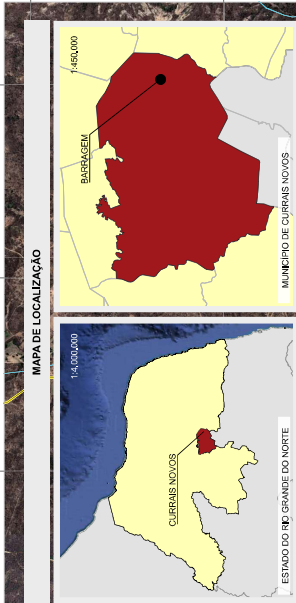 MAPA DE LOCALIZAÇÃO
1:4,000,000
CURRAIS NOVOS
ESTADO DO RIO GRANDE DO NORTE
1:450,000
BARRAGEM
MUNICÍPIO DE CURRAIS NOVOS